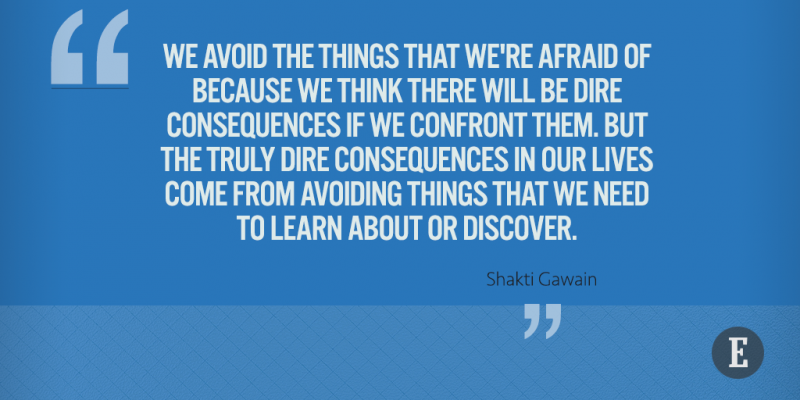 “
WE AVOID THE THINGS THAT WE'RE AFRAID OF
BECAUSE WE THINK THERE WILL BE DIRE
CONSEQUENCES IF WE CONFRONT THEM. BUT
THE TRULY DIRE CONSEQUENCES IN OUR LIVES
COME FROM AVOIDING THINGS THAT WE NEED
TO LEARN ABOUT OR DISCOVER.
Shakti Gawain
”
E